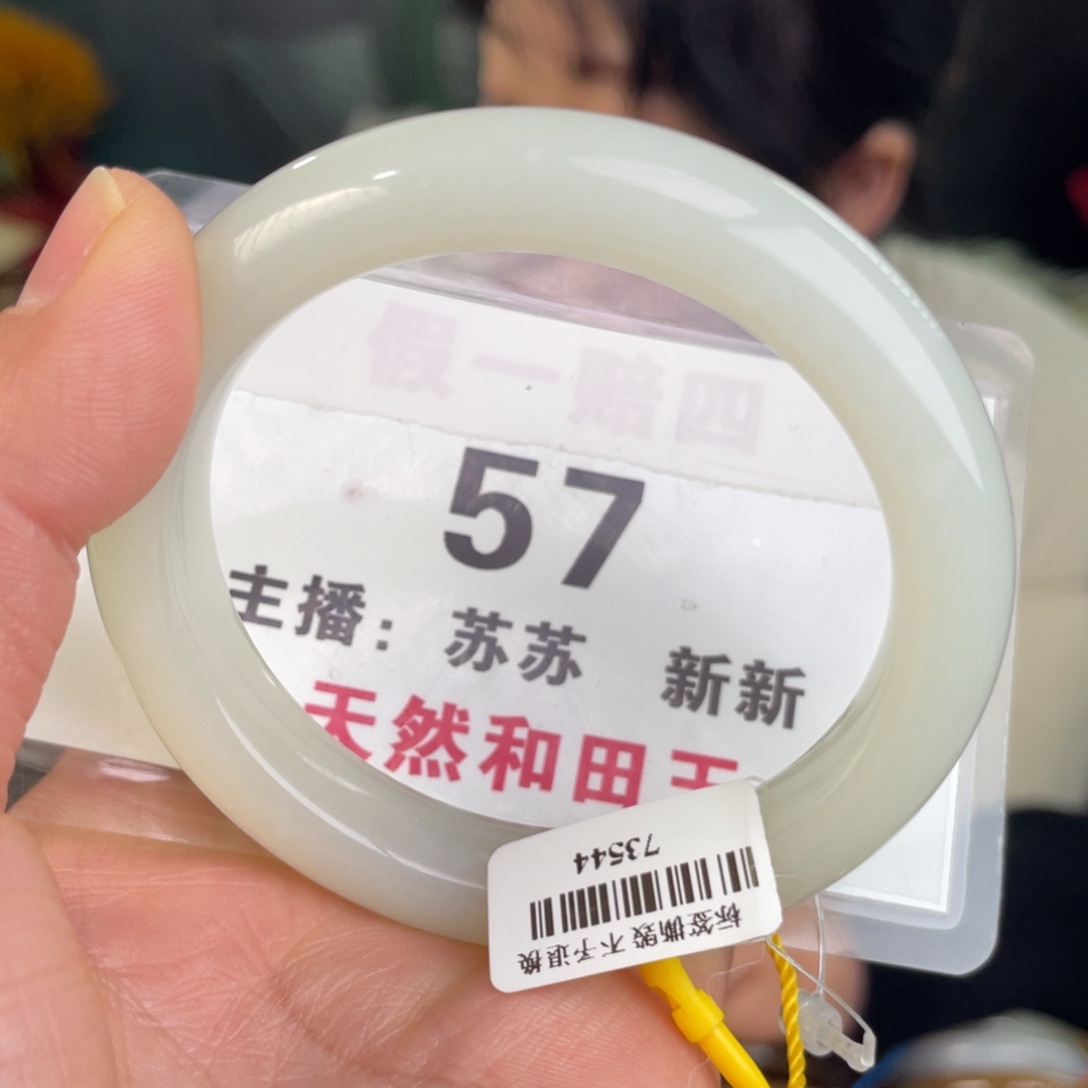 假一赔四
57
主播：苏苏 新新
天然和田玉
73544
标签撕毁 不予退换